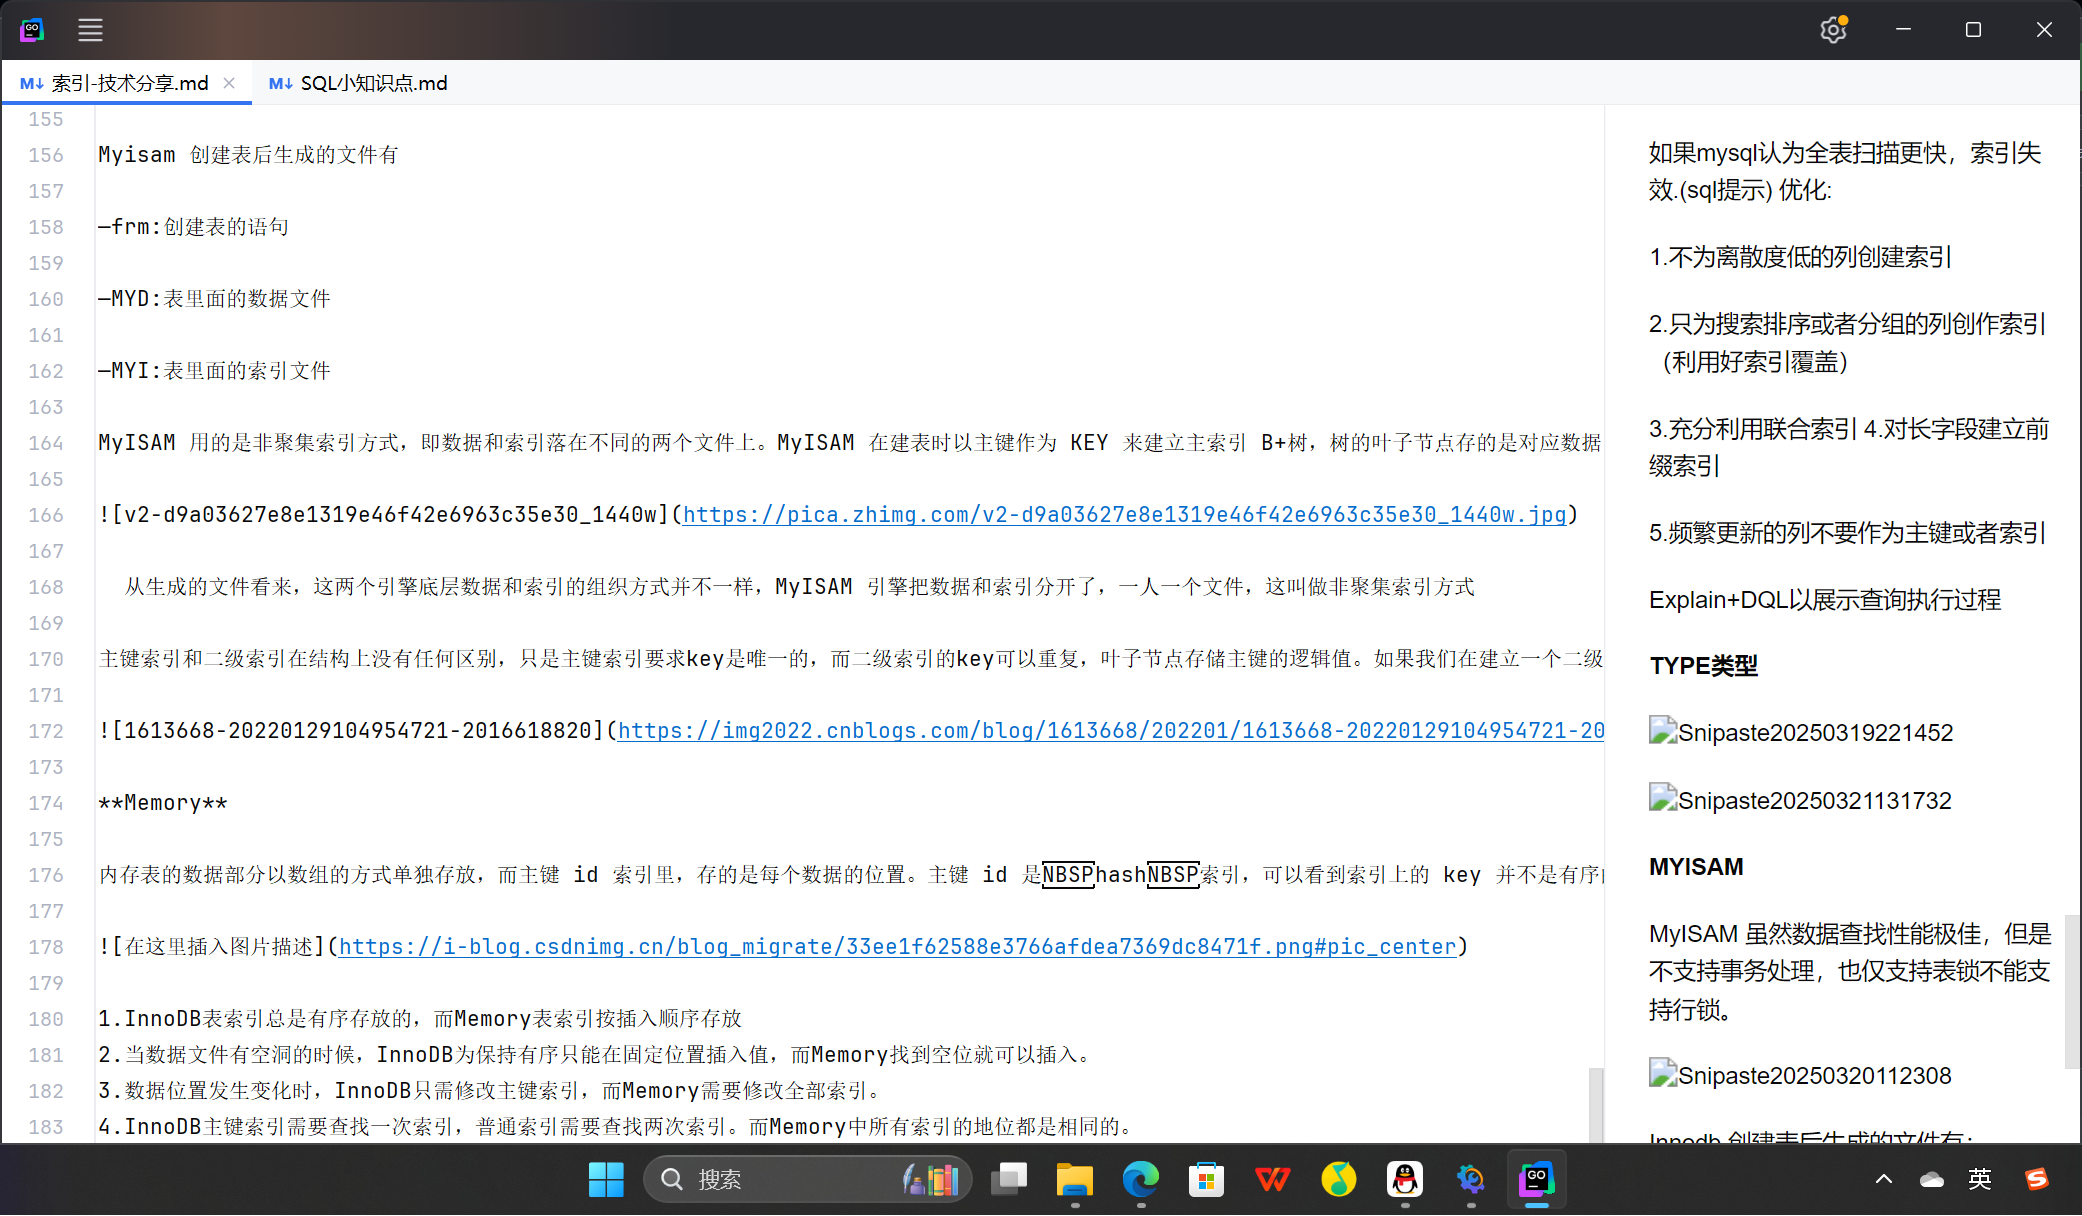 GO
M↓ 索引-技术分享.md ×
M↓ SQL小知识点.md
155
156 Myisam 创建表后生成的文件有
157
158 —frm:创建表的语句
159
160 —MYD:表里面的数据文件
161
162 —MYI:表里面的索引文件
163
164 MyISAM 用的是非聚集索引方式，即数据和索引落在不同的两个文件上。MyISAM 在建表时以主键作为 KEY 来建立主索引 B+树，树的叶子节点存的是对应数据
165
166 ![v2-d9a03627e8e1319e46f42e6963c35e30_1440w](https://pica.zhimg.com/v2-d9a03627e8e1319e46f42e6963c35e30_1440w.jpg)
167
168 从生成的文件看来，这两个引擎底层数据和索引的组织方式并不一样，MyISAM 引擎把数据和索引分开了，一人一个文件，这叫做非聚集索引方式
169
170 主键索引和二级索引在结构上没有任何区别，只是主键索引要求key是唯一的，而二级索引的key可以重复，叶子节点存储主键的逻辑值。如果我们在建立一个二级
171
172 ![1613668-20220129104954721-2016618820](https://img2022.cnblogs.com/blog/1613668/202201/1613668-20220129104954721-20
173
174 **Memory**
175
176 内存表的数据部分以数组的方式单独存放，而主键 id 索引里，存的是每个数据的位置。主键 id 是NBSPhashNBSP索引，可以看到索引上的 key 并不是有序
177
178 ![在这里插入图片描述](https://i-blog.csdnimg.cn/blog_migrate/33ee1f62588e3766afdea7369dc8471f.png#pic_center)
179
180 1.InnoDB表索引总是有序存放的，而Memory表索引按插入顺序存放
181 2.当数据文件有空洞的时候，InnoDB为保持有序只能在固定位置插入值，而Memory找到空位就可以插入。
182 3.数据位置发生变化时，InnoDB只需修改主键索引，而Memory需要修改全部索引。
183 4.InnoDB主键索引需要查找一次索引，普通索引需要查找两次索引。而Memory中所有索引的地位都是相同的。
如果mysql认为全表扫描更快，索引失
效.(sql提示) 优化:
1.不为离散度低的列创建索引
2.只为搜索排序或者分组的列创作索引
（利用好索引覆盖）
3.充分利用联合索引 4.对长字段建立前
缀索引
5.频繁更新的列不要作为主键或者索引
Explain+DQL以展示查询执行过程
TYPE类型
Snipaste20250319221452
Snipaste20250321131732
MYISAM
MyISAM 虽然数据查找性能极佳，但是
不支持事务处理，也仅支持表锁不能支
持行锁。
Snipaste20250320112308
Innodb 创建表后生成的文件有：
搜索
GO
英